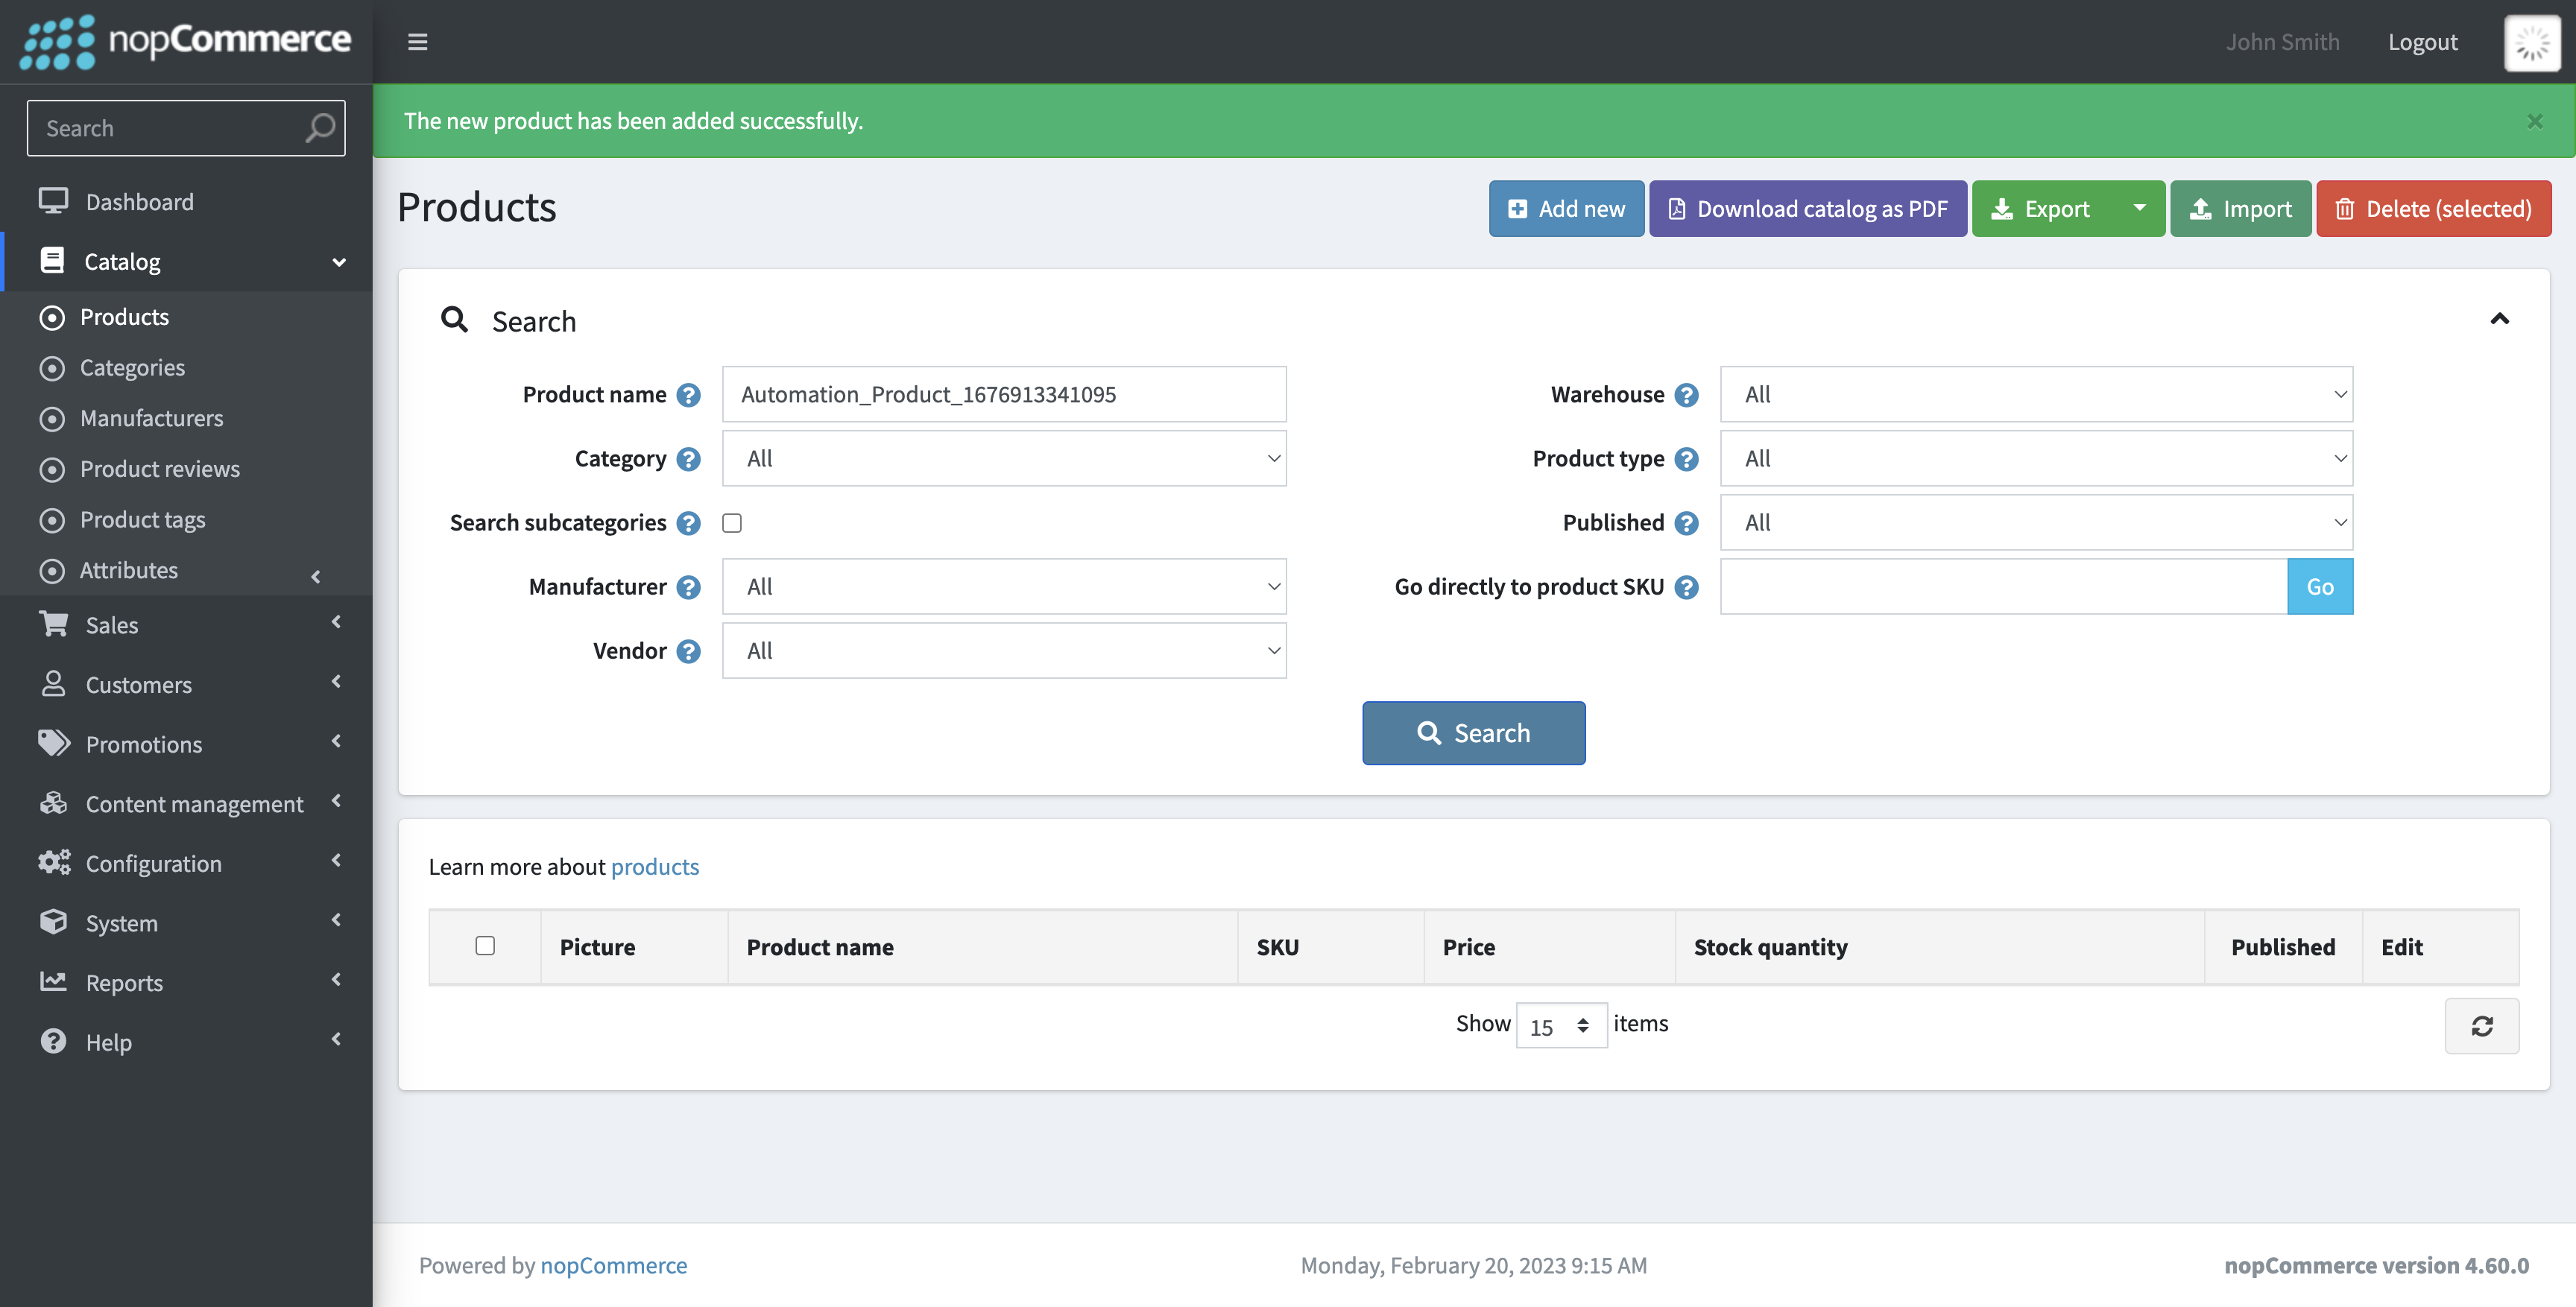 nopCommerce
John Smith
Logout
Search
The new product has been added successfully.
Dashboard
Catalog
Products
Categories
Manufacturers
Product reviews
Product tags
Attributes
Sales
Customers
Promotions
Content management
Configuration
System
Reports
Help
Products
Add new
Download catalog as PDF
Export
Import
Delete (selected)
Search
Product name ? Automation_Product_1676913341095
Category ? All
Search subcategories ?
Manufacturer ? All
Vendor ? All
Warehouse ? All
Product type ? All
Published ? All
Go directly to product SKU ? Go
Search
Learn more about products
Picture Product name SKU Price Stock quantity Published Edit
Show 15 items
Powered by nopCommerce
Monday, February 20, 2023 9:15 AM
nopCommerce version 4.60.0